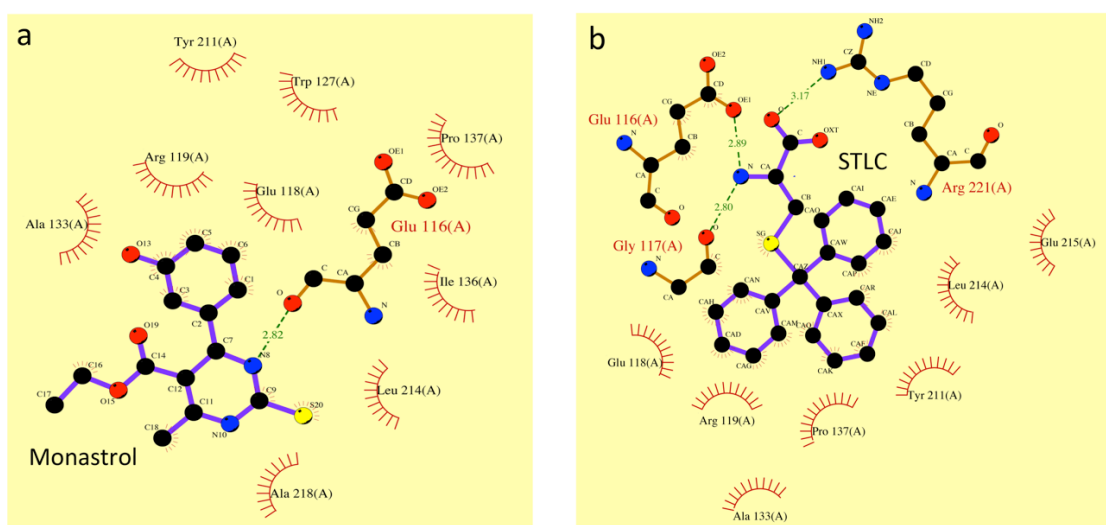 a
Tyr 211(A)
Trp 127(A)
Pro 137(A)
Arg 119(A)
Glu 118(A)
Ala 133(A)
OE1
CD
OE2
CG
Glu 116(A)
CB
C
CA
O
N
Ile 136(A)
O13
C5
C4
C6
C3
C1
C2
2.82
O19
C7
N8
C14
C16
C17
O15
C12
C9
S20
C11
N10
C18
Leu 214(A)
Monastrol
Ala 218(A)
b
NH2
CZ
NH1
NE
CD
CG
CB
CA
C
O
N
Arg 221(A)
3.17
OE2
CD
OE1
CG
Glu 116(A)
N
CB
CA
C
O
2.89
O
C
OXT
STLC
N
CA
2.80
CB
Gly 117(A)
O
N
C
CA
SG
CAI
CAO
CAE
CAJ
CAW
CAP
CAZ
CAN
CAH
CAV
CAD
CAM
CAG
CAR
CAX
CAL
CAQ
CAF
CAK
Glu 215(A)
Leu 214(A)
Glu 118(A)
Tyr 211(A)
Arg 119(A)
Pro 137(A)
Ala 133(A)